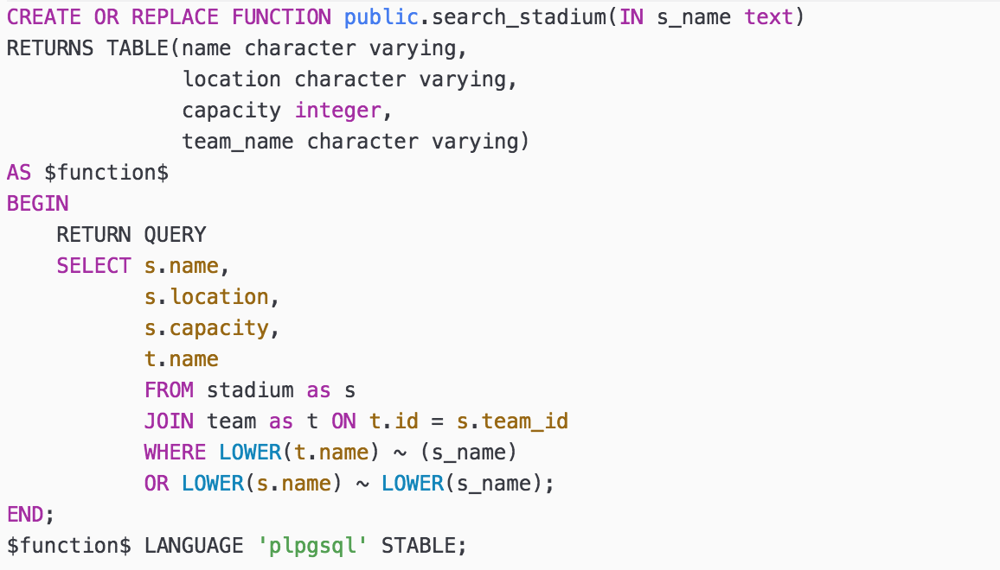 CREATE OR REPLACE FUNCTION public.search_stadium(IN s_name text)
RETURNS TABLE(name character varying,
              location character varying,
              capacity integer,
              team_name character varying)
AS $function$
BEGIN
    RETURN QUERY
    SELECT s.name,
           s.location,
           s.capacity,
           t.name
           FROM stadium as s
           JOIN team as t ON t.id = s.team_id
           WHERE LOWER(t.name) ~ (s_name)
           OR LOWER(s.name) ~ LOWER(s_name);
END;
$function$ LANGUAGE 'plpgsql' STABLE;